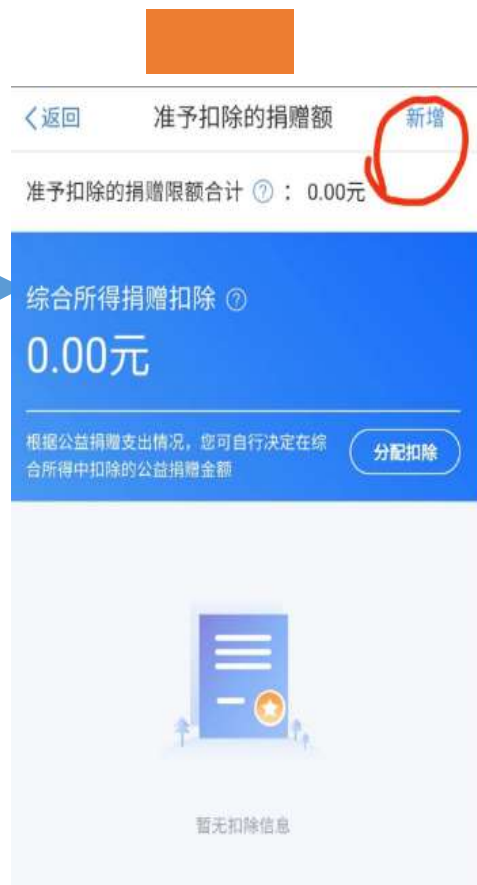 返回 准予扣除的捐赠额 新增
准予扣除的捐赠限额合计 ? : 0.00元
综合所得捐赠扣除 ?
0.00元
根据公益捐赠支出情况，您可自行决定在综
合所得中扣除的公益捐赠金额
分配扣除
暂无扣除信息